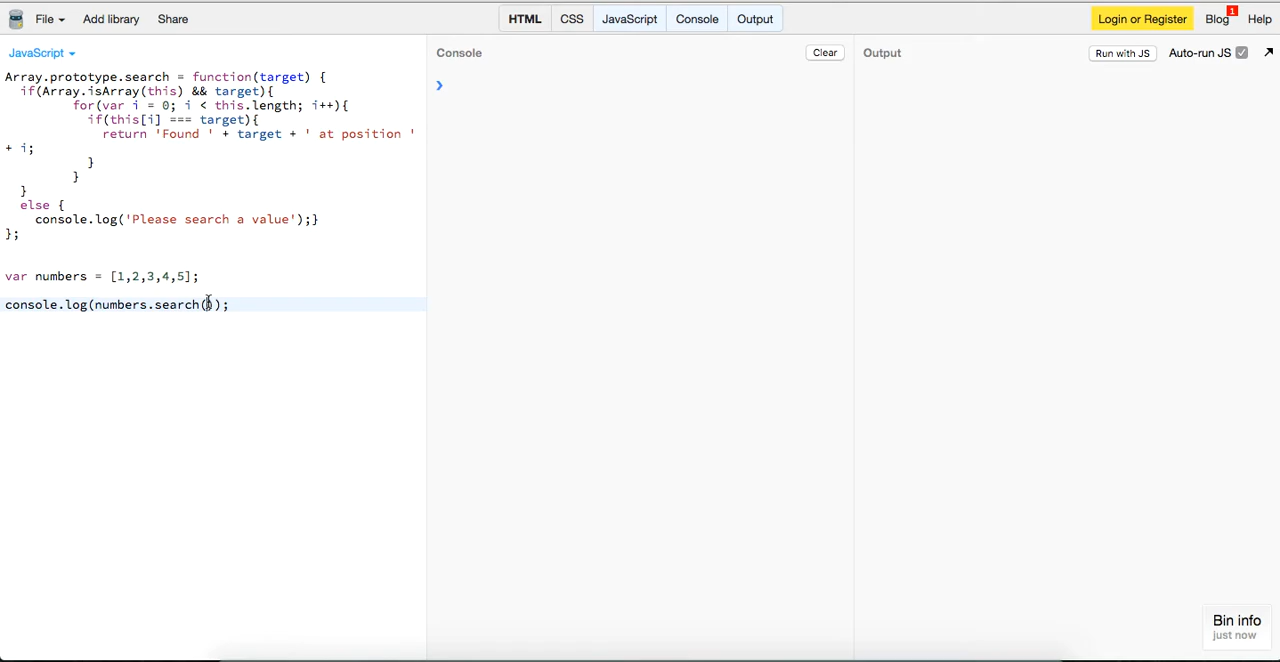 File Add library Share HTML CSS JavaScript Console Output Login or Register Blog 1 Help
JavaScript
Array.prototype.search = function(target) {
if(Array.isArray(this) && target){
for(var i = 0; i < this.length; i++){
if(this[i] === target){
return 'Found ' + target + ' at position '
+ i;
}
}
}
else {
console.log('Please search a value');}
};
var numbers = [1,2,3,4,5];
console.log(numbers.search());
Console Clear
❯
Output Run with JS Auto-run JS
Bin info
just now